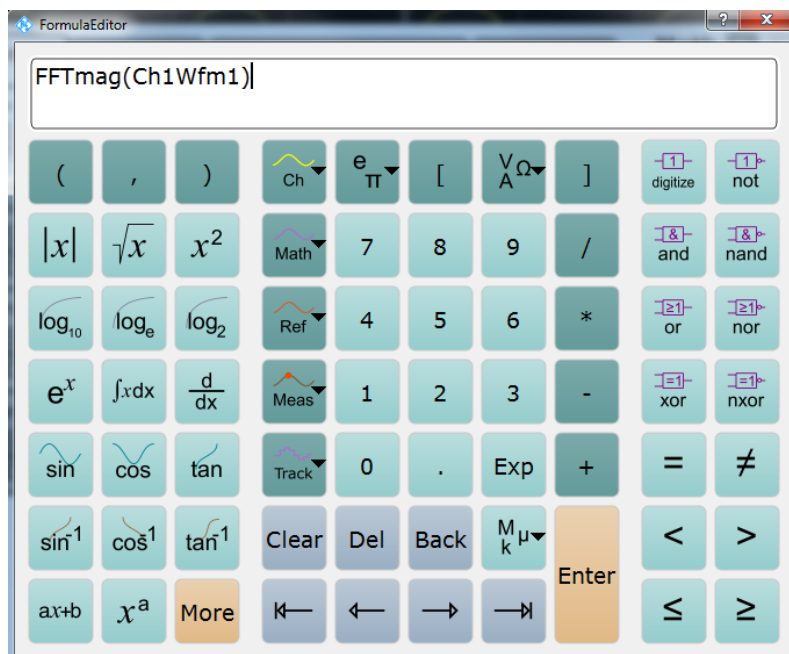 FormulaEditor ? x
FFTmag(Ch1Wfm1)
( , ) Ch e π [ V A Ω ] 1 digitize 1 not
|x| √x x² Math 7 8 9 / & and & nand
log₁₀ logₑ log₂ Ref 4 5 6 * ≥1 or ≥1 nor
eˣ ∫xdx d/dx Meas 1 2 3 - =1 xor =1 nxor
sin cos tan Track 0 . Exp + = ≠
sin⁻¹ cos⁻¹ tan⁻¹ Clear Del Back M k µ Enter < >
ax+b xᵃ More ≤ ≥